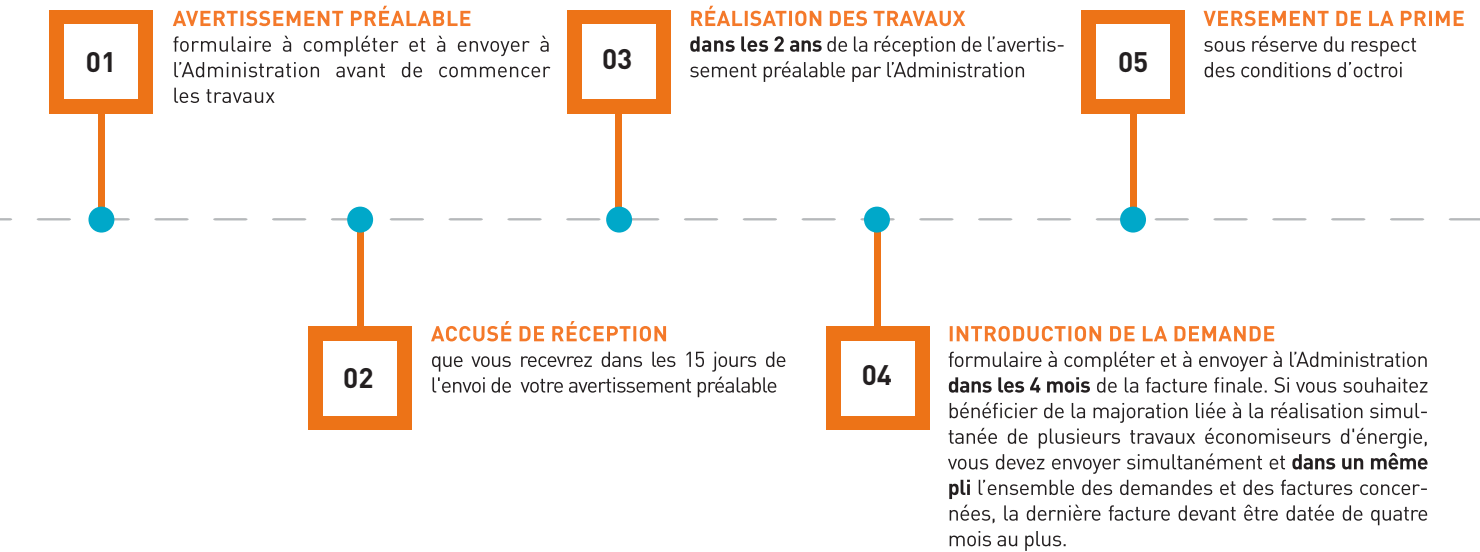 01
AVERTISSEMENT PRÉALABLE
formulaire à compléter et à envoyer à
l'Administration avant de commencer
les travaux
02
ACCUSÉ DE RÉCEPTION
que vous recevrez dans les 15 jours de
l'envoi de votre avertissement préalable
03
RÉALISATION DES TRAVAUX
dans les 2 ans de la réception de l'avertis-
sement préalable par l'Administration
04
INTRODUCTION DE LA DEMANDE
formulaire à compléter et à envoyer à l'Administration
dans les 4 mois de la facture finale. Si vous souhaitez
bénéficier de la majoration liée à la réalisation simul-
tanée de plusieurs travaux économiseurs d'énergie,
vous devez envoyer simultanément et dans un même
pli l'ensemble des demandes et des factures concer-
nées, la dernière facture devant être datée de quatre
mois au plus.
05
VERSEMENT DE LA PRIME
sous réserve du respect
des conditions d'octroi